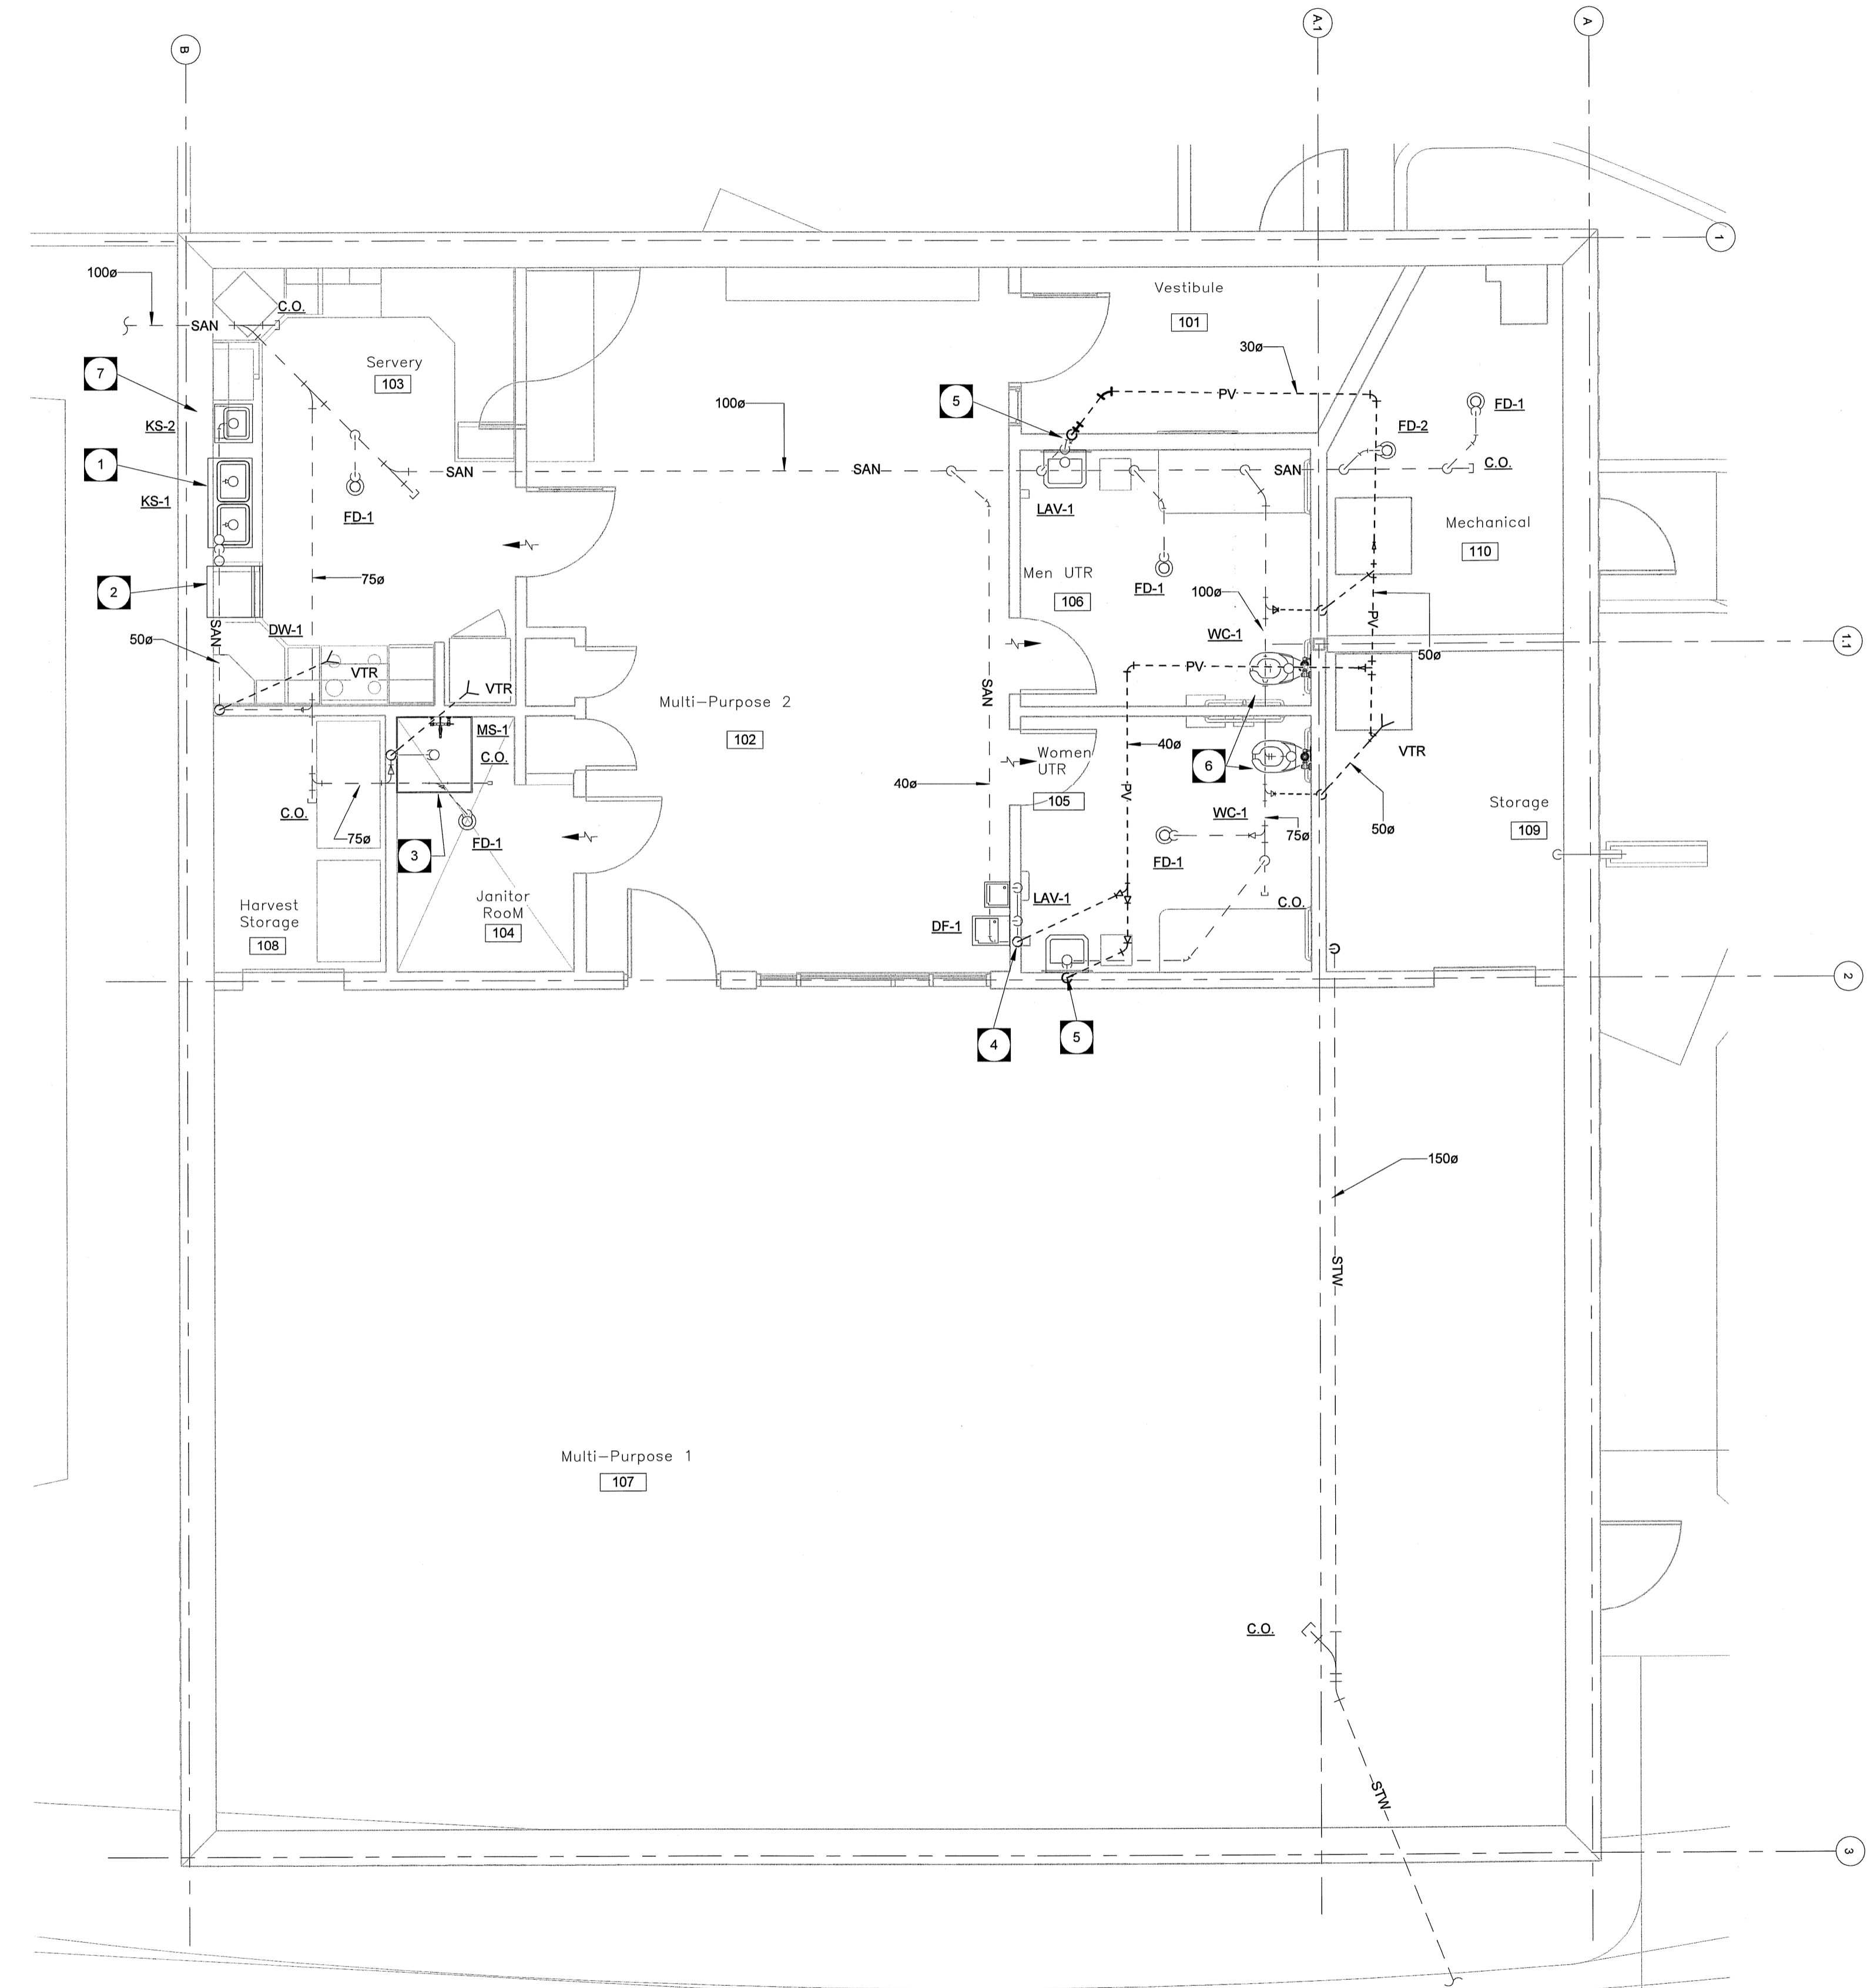 B
A.1
A
1
Vestibule
101
100ø
C.O.
SAN
Servery
103
30ø
PV
7
5
100ø
FD-1
FD-2
KS-2
1
SAN
SAN
SAN
C.O.
KS-1
FD-1
LAV-1
Mechanical
110
2
75ø
Men UTR
106
FD-1
100ø
PV
50ø
SAN
DW-1
WC-1
1.1
50ø
VTR
VTR
SAN
PV
Multi-Purpose 2
102
MS-1
C.O.
Women
UTR
105
40ø
6
VTR
40ø
PV
Storage
109
C.O.
75ø
3
FD-1
WC-1
75ø
50ø
FD-1
Harvest
Storage
108
Janitor
RooM
104
LAV-1
C.O.
DF-1
2
4
5
150ø
STW
Multi-Purpose 1
107
C.O.
STW
3